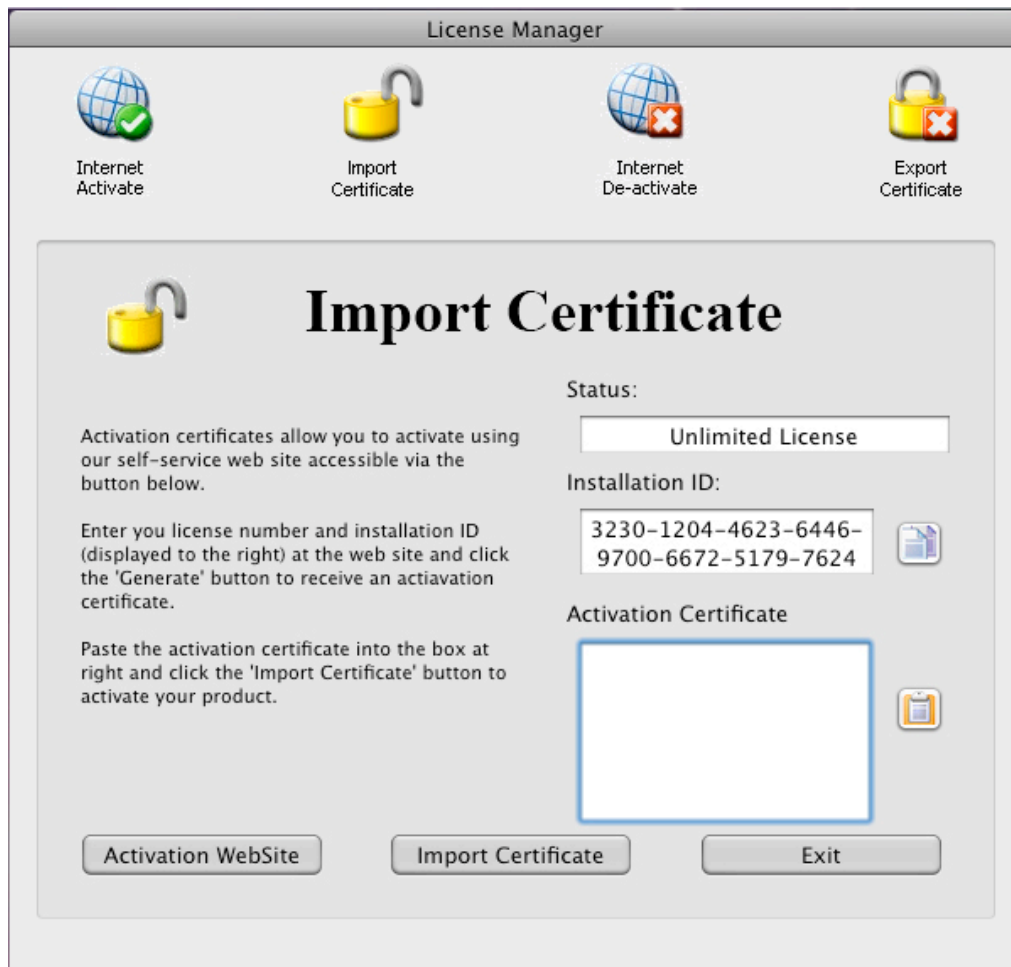 License Manager
Internet
Activate
Import
Certificate
Internet
De-activate
Export
Certificate
Import Certificate
Activation certificates allow you to activate using
our self-service web site accessible via the
button below.
Enter you license number and installation ID
(displayed to the right) at the web site and click
the 'Generate' button to receive an actiavation
certificate.
Paste the activation certificate into the box at
right and click the 'Import Certificate' button to
activate your product.
Status:
Unlimited License
Installation ID:
3230-1204-4623-6446-
9700-6672-5179-7624
Activation Certificate
Activation WebSite
Import Certificate
Exit